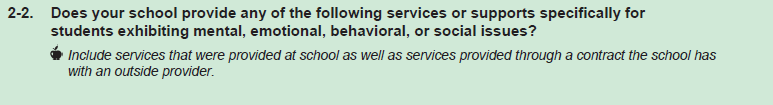 2-2. Does your school provide any of the following services or supports specifically for
students exhibiting mental, emotional, behavioral, or social issues?
Include services that were provided at school as well as services provided through a contract the school has
with an outside provider.